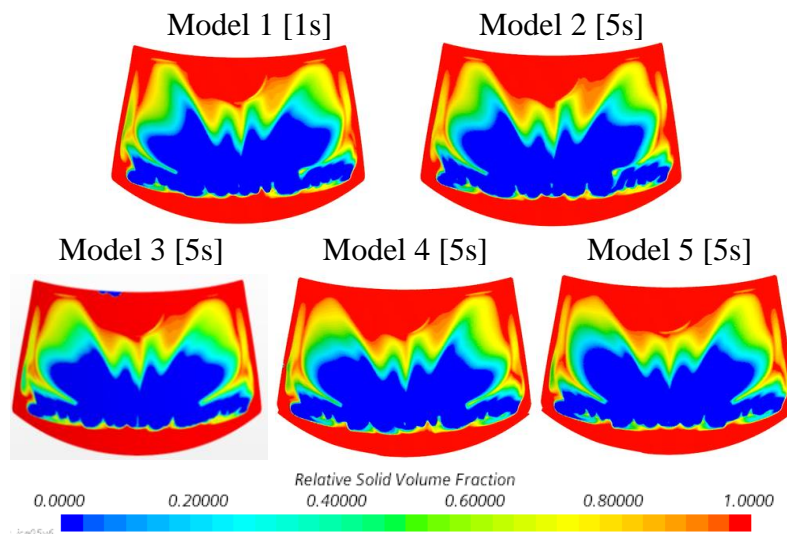 Model 1 [1s] Model 2 [5s]
Model 3 [5s] Model 4 [5s] Model 5 [5s]
Relative Solid Volume Fraction
0.0000 0.20000 0.40000 0.60000 0.80000 1.0000